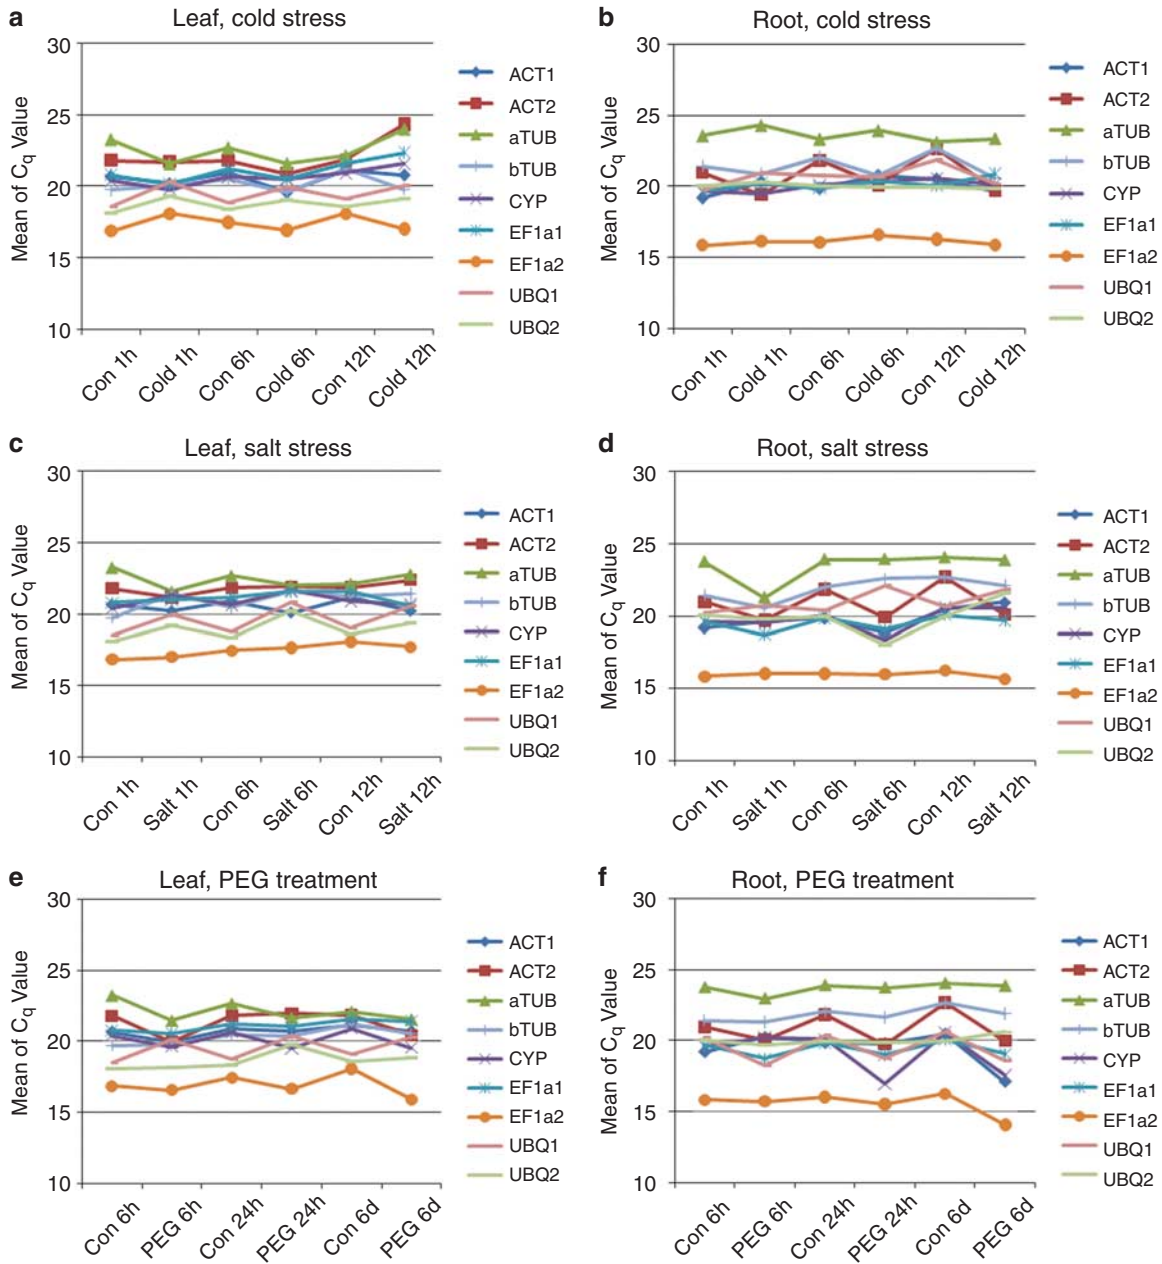 a Leaf, cold stress
Mean of Cq Value
30
25
20
15
10
Con 1h
Cold 1h
Con 6h
Cold 6h
Con 12h
Cold 12h
ACT1
ACT2
aTUB
bTUB
CYP
EF1a1
EF1a2
UBQ1
UBQ2
b Root, cold stress
Mean of Cq Value
30
25
20
15
10
Con 1h
Cold 1h
Con 6h
Cold 6h
Con 12h
Cold 12h
ACT1
ACT2
aTUB
bTUB
CYP
EF1a1
EF1a2
UBQ1
UBQ2
c Leaf, salt stress
Mean of Cq Value
30
25
20
15
10
Con 1h
Salt 1h
Con 6h
Salt 6h
Con 12h
Salt 12h
ACT1
ACT2
aTUB
bTUB
CYP
EF1a1
EF1a2
UBQ1
UBQ2
d Root, salt stress
Mean of Cq Value
30
25
20
15
10
Con 1h
Salt 1h
Con 6h
Salt 6h
Con 12h
Salt 12h
ACT1
ACT2
aTUB
bTUB
CYP
EF1a1
EF1a2
UBQ1
UBQ2
e Leaf, PEG treatment
Mean of Cq Value
30
25
20
15
10
Con 6h
PEG 6h
Con 24h
PEG 24h
Con 6d
PEG 6d
ACT1
ACT2
aTUB
bTUB
CYP
EF1a1
EF1a2
UBQ1
UBQ2
f Root, PEG treatment
Mean of Cq Value
30
25
20
15
10
Con 6h
PEG 6h
Con 24h
PEG 24h
Con 6d
PEG 6d
ACT1
ACT2
aTUB
bTUB
CYP
EF1a1
EF1a2
UBQ1
UBQ2